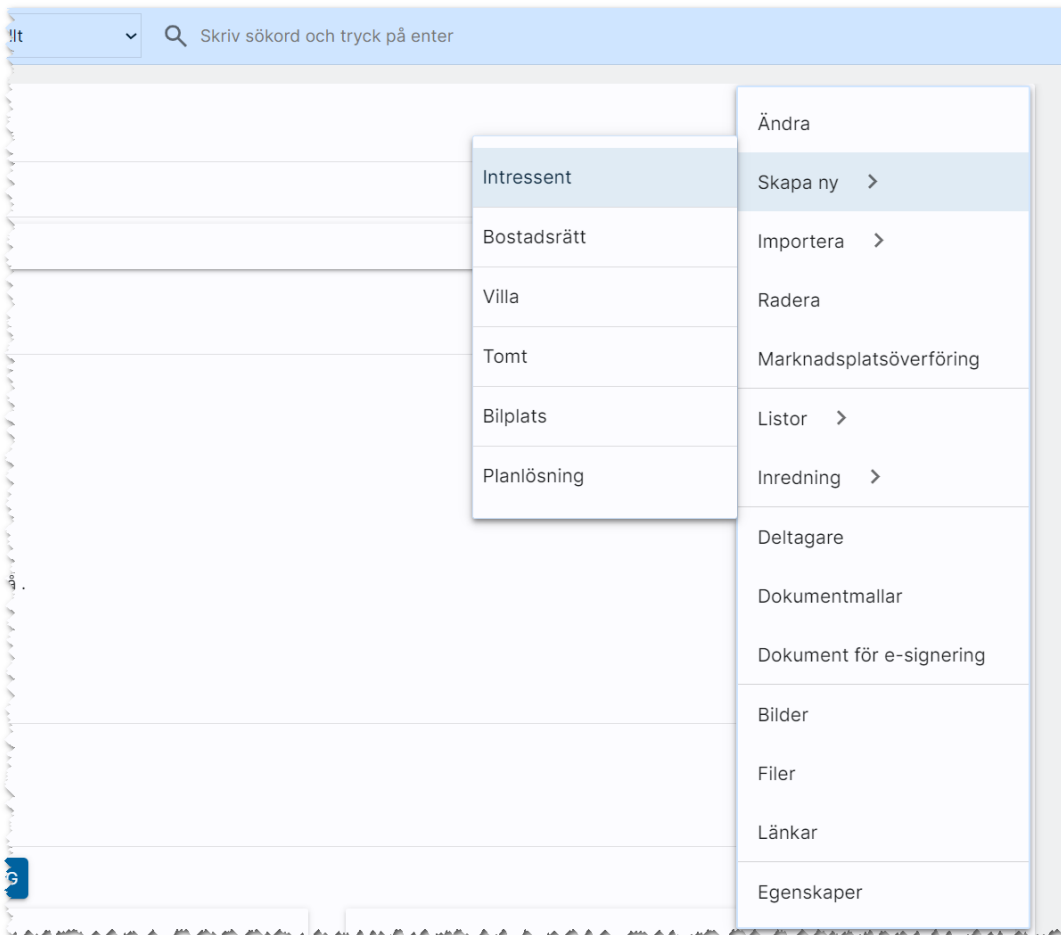 Skriv sökord och tryck på enter
Ändra
Skapa ny
Importera
Radera
Marknadsplatsöverföring
Listor
Inredning
Deltagare
Dokumentmallar
Dokument för e-signering
Bilder
Filer
Länkar
Egenskaper
Intressent
Bostadsrätt
Villa
Tomt
Bilplats
Planlösning